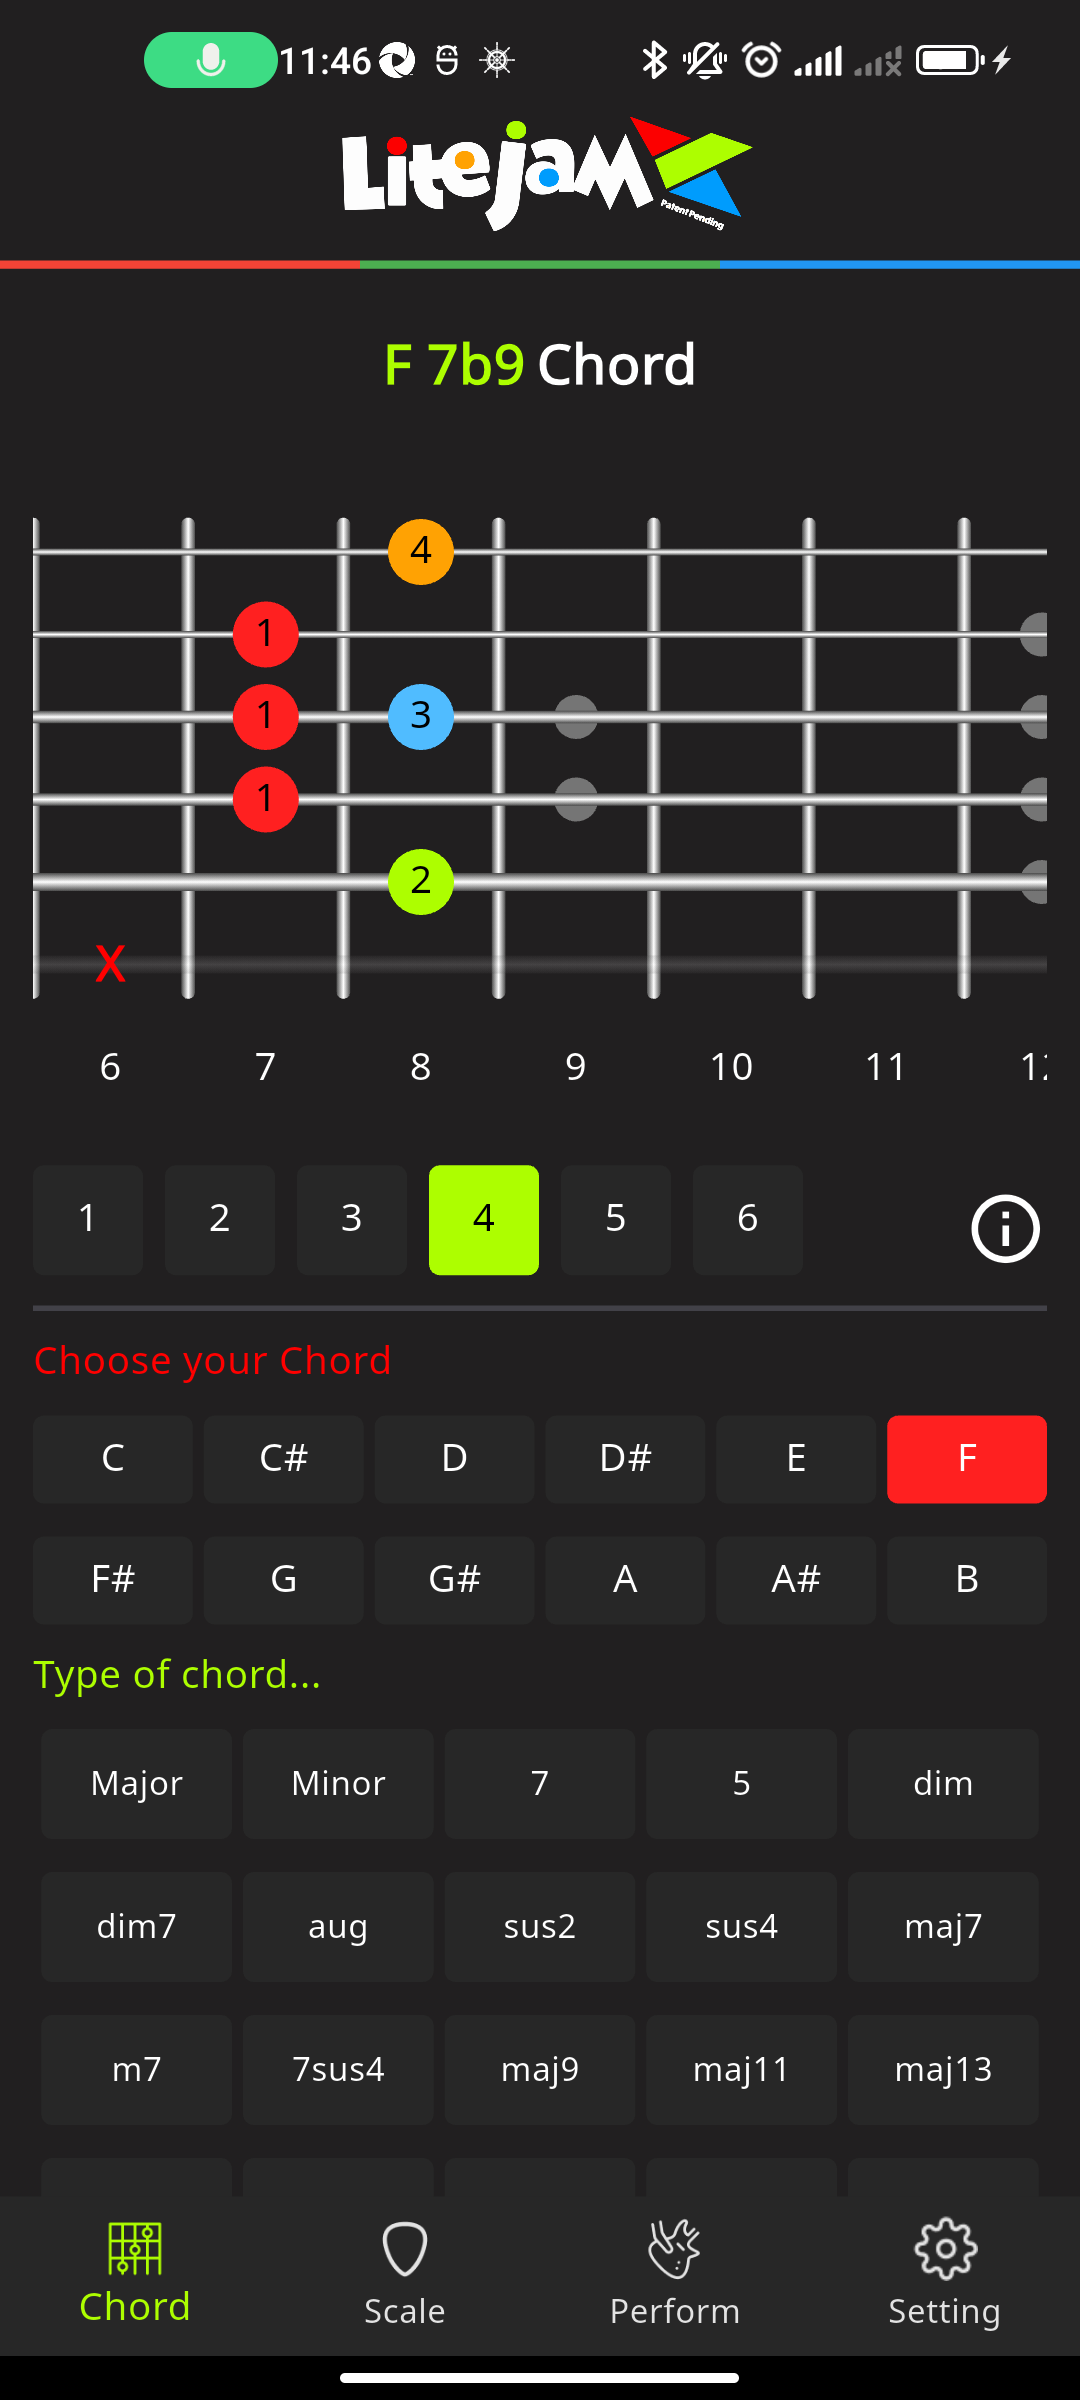 11:46
Litejam
Patent Pending
F 7b9 Chord
4
1
1 3
1
2
X
6 7 8 9 10 11 12
1 2 3 4 5 6
Choose your Chord
C C# D D# E F
F# G G# A A# B
Type of chord...
Major Minor 7 5 dim
dim7 aug sus2 sus4 maj7
m7 7sus4 maj9 maj11 maj13
Chord Scale Perform Setting